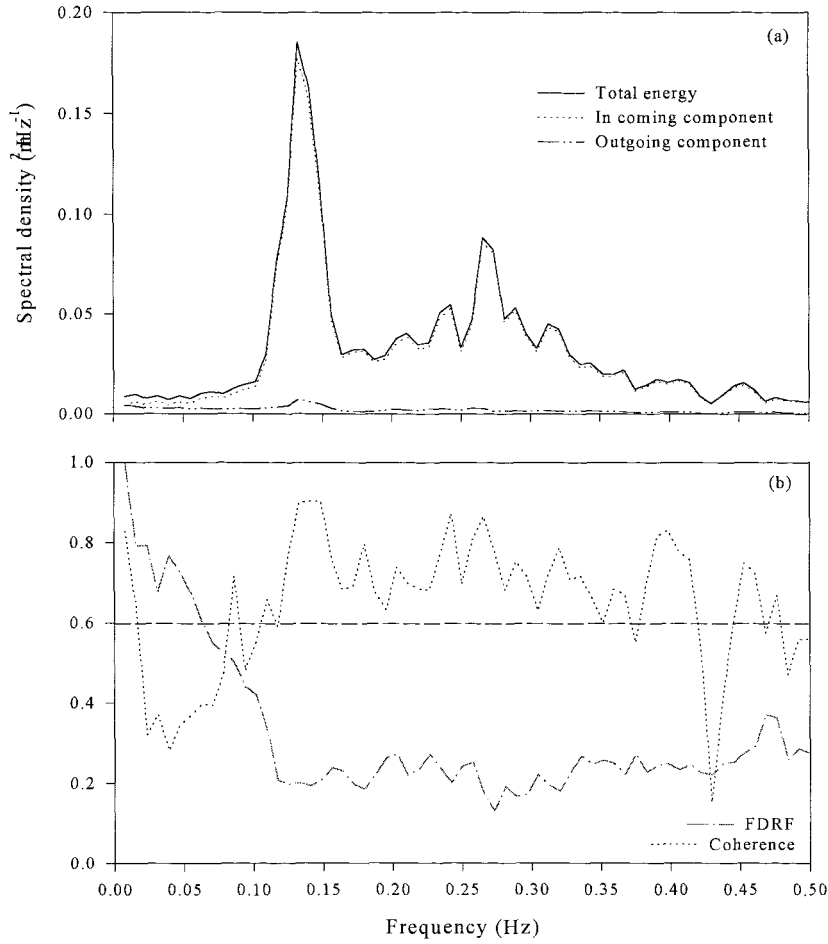 (a)
0.20
0.15
0.10
0.05
0.00
Spectral density
Total energy
In coming component
Outgoing component
(b)
1.0
0.8
0.6
0.4
0.2
0.0
FDRF
Coherence
0.00 0.05 0.10 0.15 0.20 0.25 0.30 0.35 0.40 0.45 0.50
Frequency (Hz)